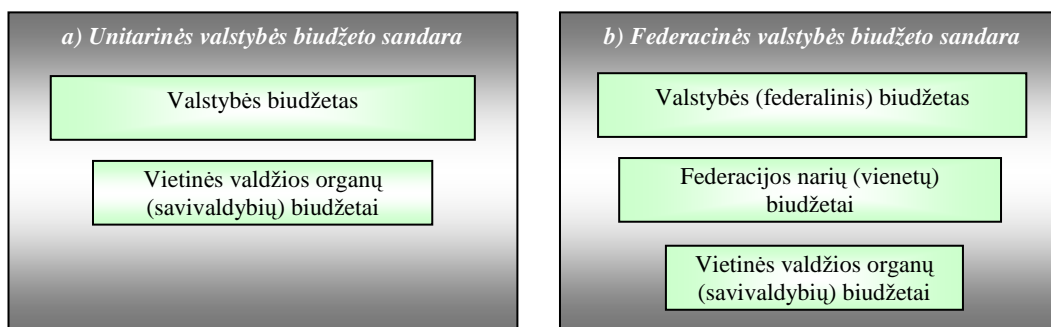 a) Unitarinės valstybės biudžeto sandara
Valstybės biudžetas
Vietinės valdžios organų
(savivaldybių) biudžetai
b) Federacinės valstybės biudžeto sandara
Valstybės (federalinis) biudžetas
Federacijos narių (vienetų)
biudžetai
Vietinės valdžios organų
(savivaldybių) biudžetai